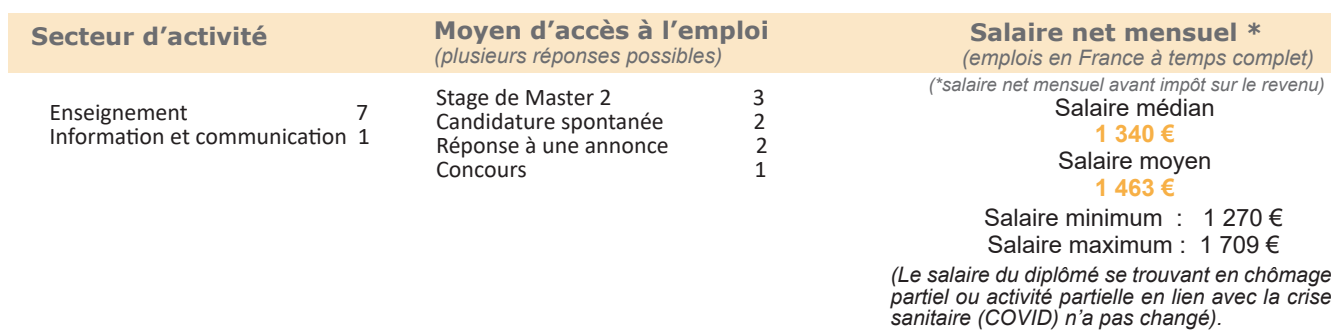 Secteur d’activité
Enseignement 7
Information et communication 1
Moyen d’accès à l’emploi
(plusieurs réponses possibles)
Stage de Master 2 3
Candidature spontanée 2
Réponse à une annonce 2
Concours 1
Salaire net mensuel *
(emplois en France à temps complet)
(*salaire net mensuel avant impôt sur le revenu)
Salaire médian
1 340 €
Salaire moyen
1 463 €
Salaire minimum : 1 270 €
Salaire maximum : 1 709 €
(Le salaire du diplômé se trouvant en chômage
partiel ou activité partielle en lien avec la crise
sanitaire (COVID) n’a pas changé).